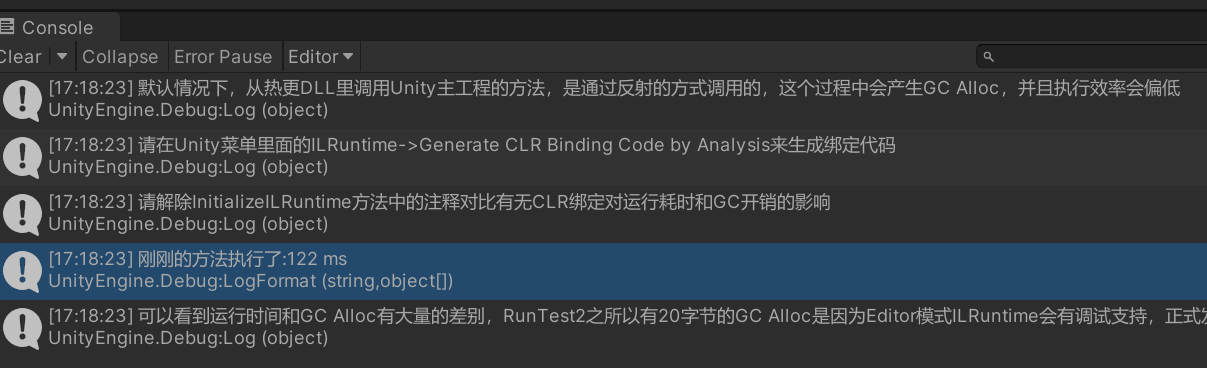 Console
Clear Collapse Error Pause Editor
[17:18:23] 默认情况下，从热更DLL里调用Unity主工程的方法，是通过反射的方式调用的，这个过程中会产生GC Alloc，并且执行效率会偏低
UnityEngine.Debug:Log (object)
[17:18:23] 请在Unity菜单里面的ILRuntime->Generate CLR Binding Code by Analysis来生成绑定代码
UnityEngine.Debug:Log (object)
[17:18:23] 请解除InitializeILRuntime方法中的注释对比有无CLR绑定对运行耗时和GC开销的影响
UnityEngine.Debug:Log (object)
[17:18:23] 刚刚的方法执行了:122 ms
UnityEngine.Debug:LogFormat (string,object[])
[17:18:23] 可以看到运行时间和GC Alloc有大量的差别，RunTest2之所以有20字节的GC Alloc是因为Editor模式ILRuntime会有调试支持，正式发
UnityEngine.Debug:Log (object)